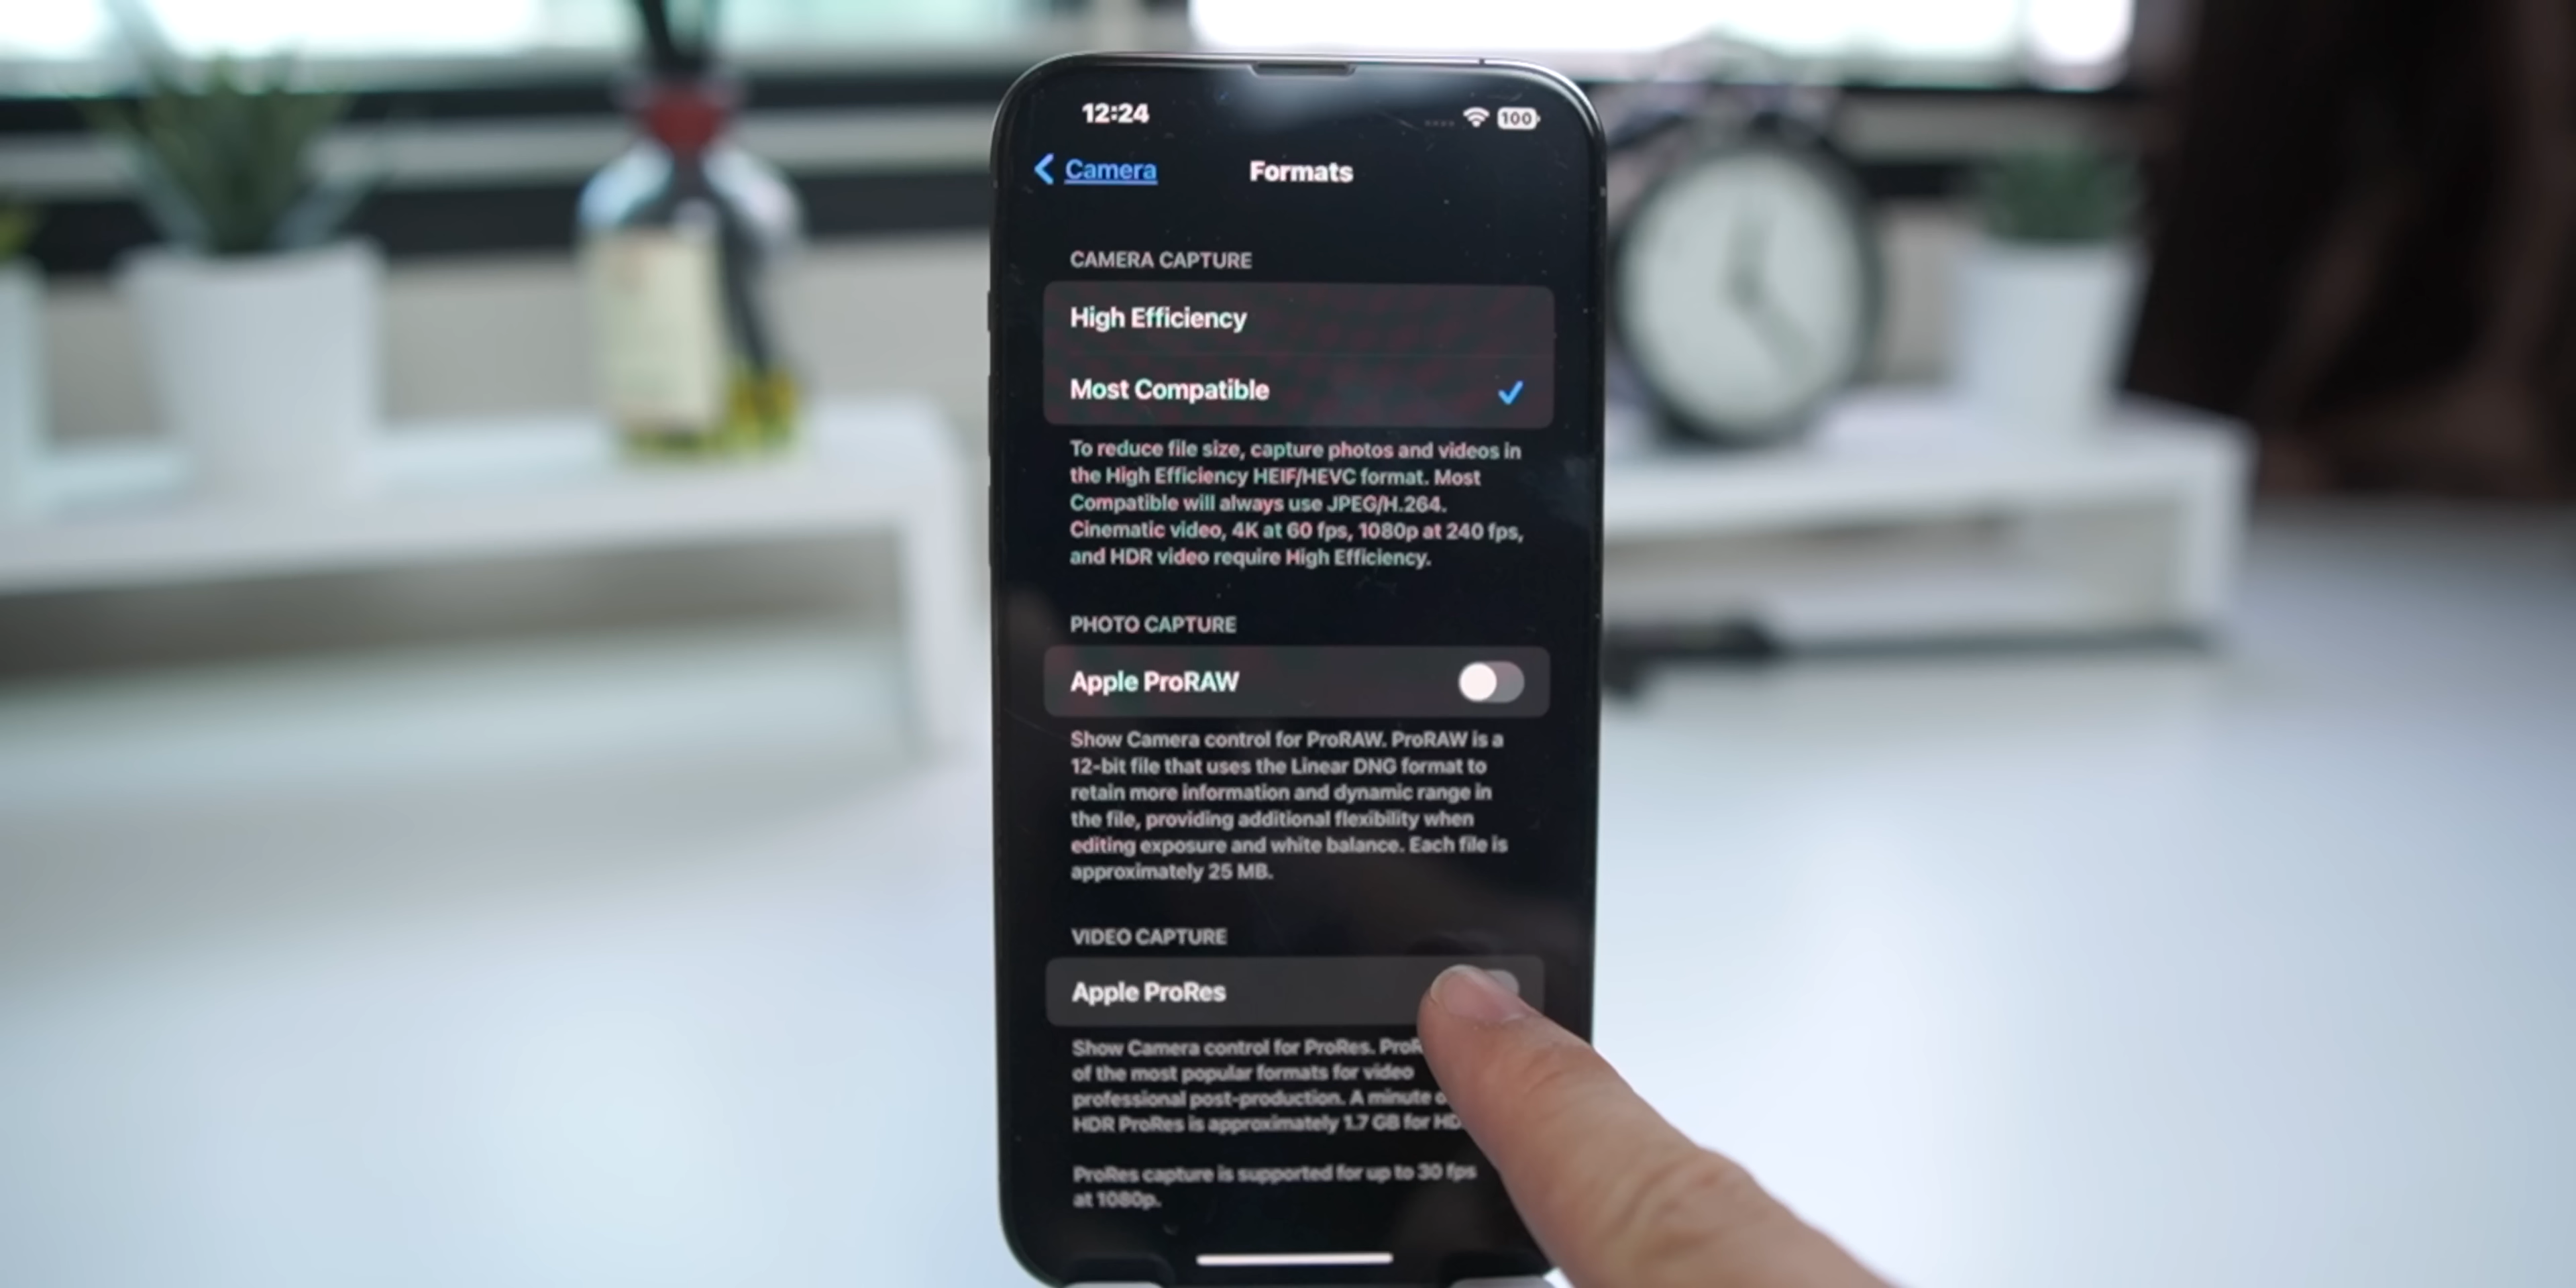 12:24
100
Camera
Formats
CAMERA CAPTURE
High Efficiency
Most Compatible
To reduce file size, capture photos and videos in
the High Efficiency HEIF/HEVC format. Most
Compatible will always use JPEG/H.264.
Cinematic video, 4K at 60 fps, 1080p at 240 fps,
and HDR video require High Efficiency.
PHOTO CAPTURE
Apple ProRAW
Show Camera control for ProRAW. ProRAW is a
12-bit file that uses the Linear DNG format to
retain more information and dynamic range in
the file, providing additional flexibility when
editing exposure and white balance. Each file is
approximately 25 MB.
VIDEO CAPTURE
Apple ProRes
Show Camera control for ProRes.
of the most popular formats for video
professional post-production. A minute
HDR ProRes is approximately 1.7 GB for
ProRes capture is supported for up to 30 fps
at 1080p.